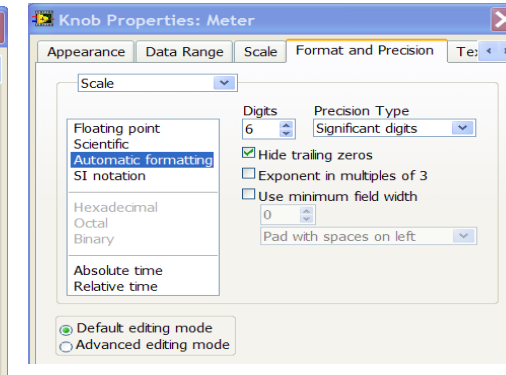 Knob Properties: Meter
Appearance Data Range Scale Format and Precision
Scale
Digits Precision Type
6 Significant digits
Floating point
Scientific
Automatic formatting
SI notation
Hexadecimal
Octal
Binary
Absolute time
Relative time
Hide trailing zeros
Exponent in multiples of 3
Use minimum field width
0
Pad with spaces on left
Default editing mode
Advanced editing mode